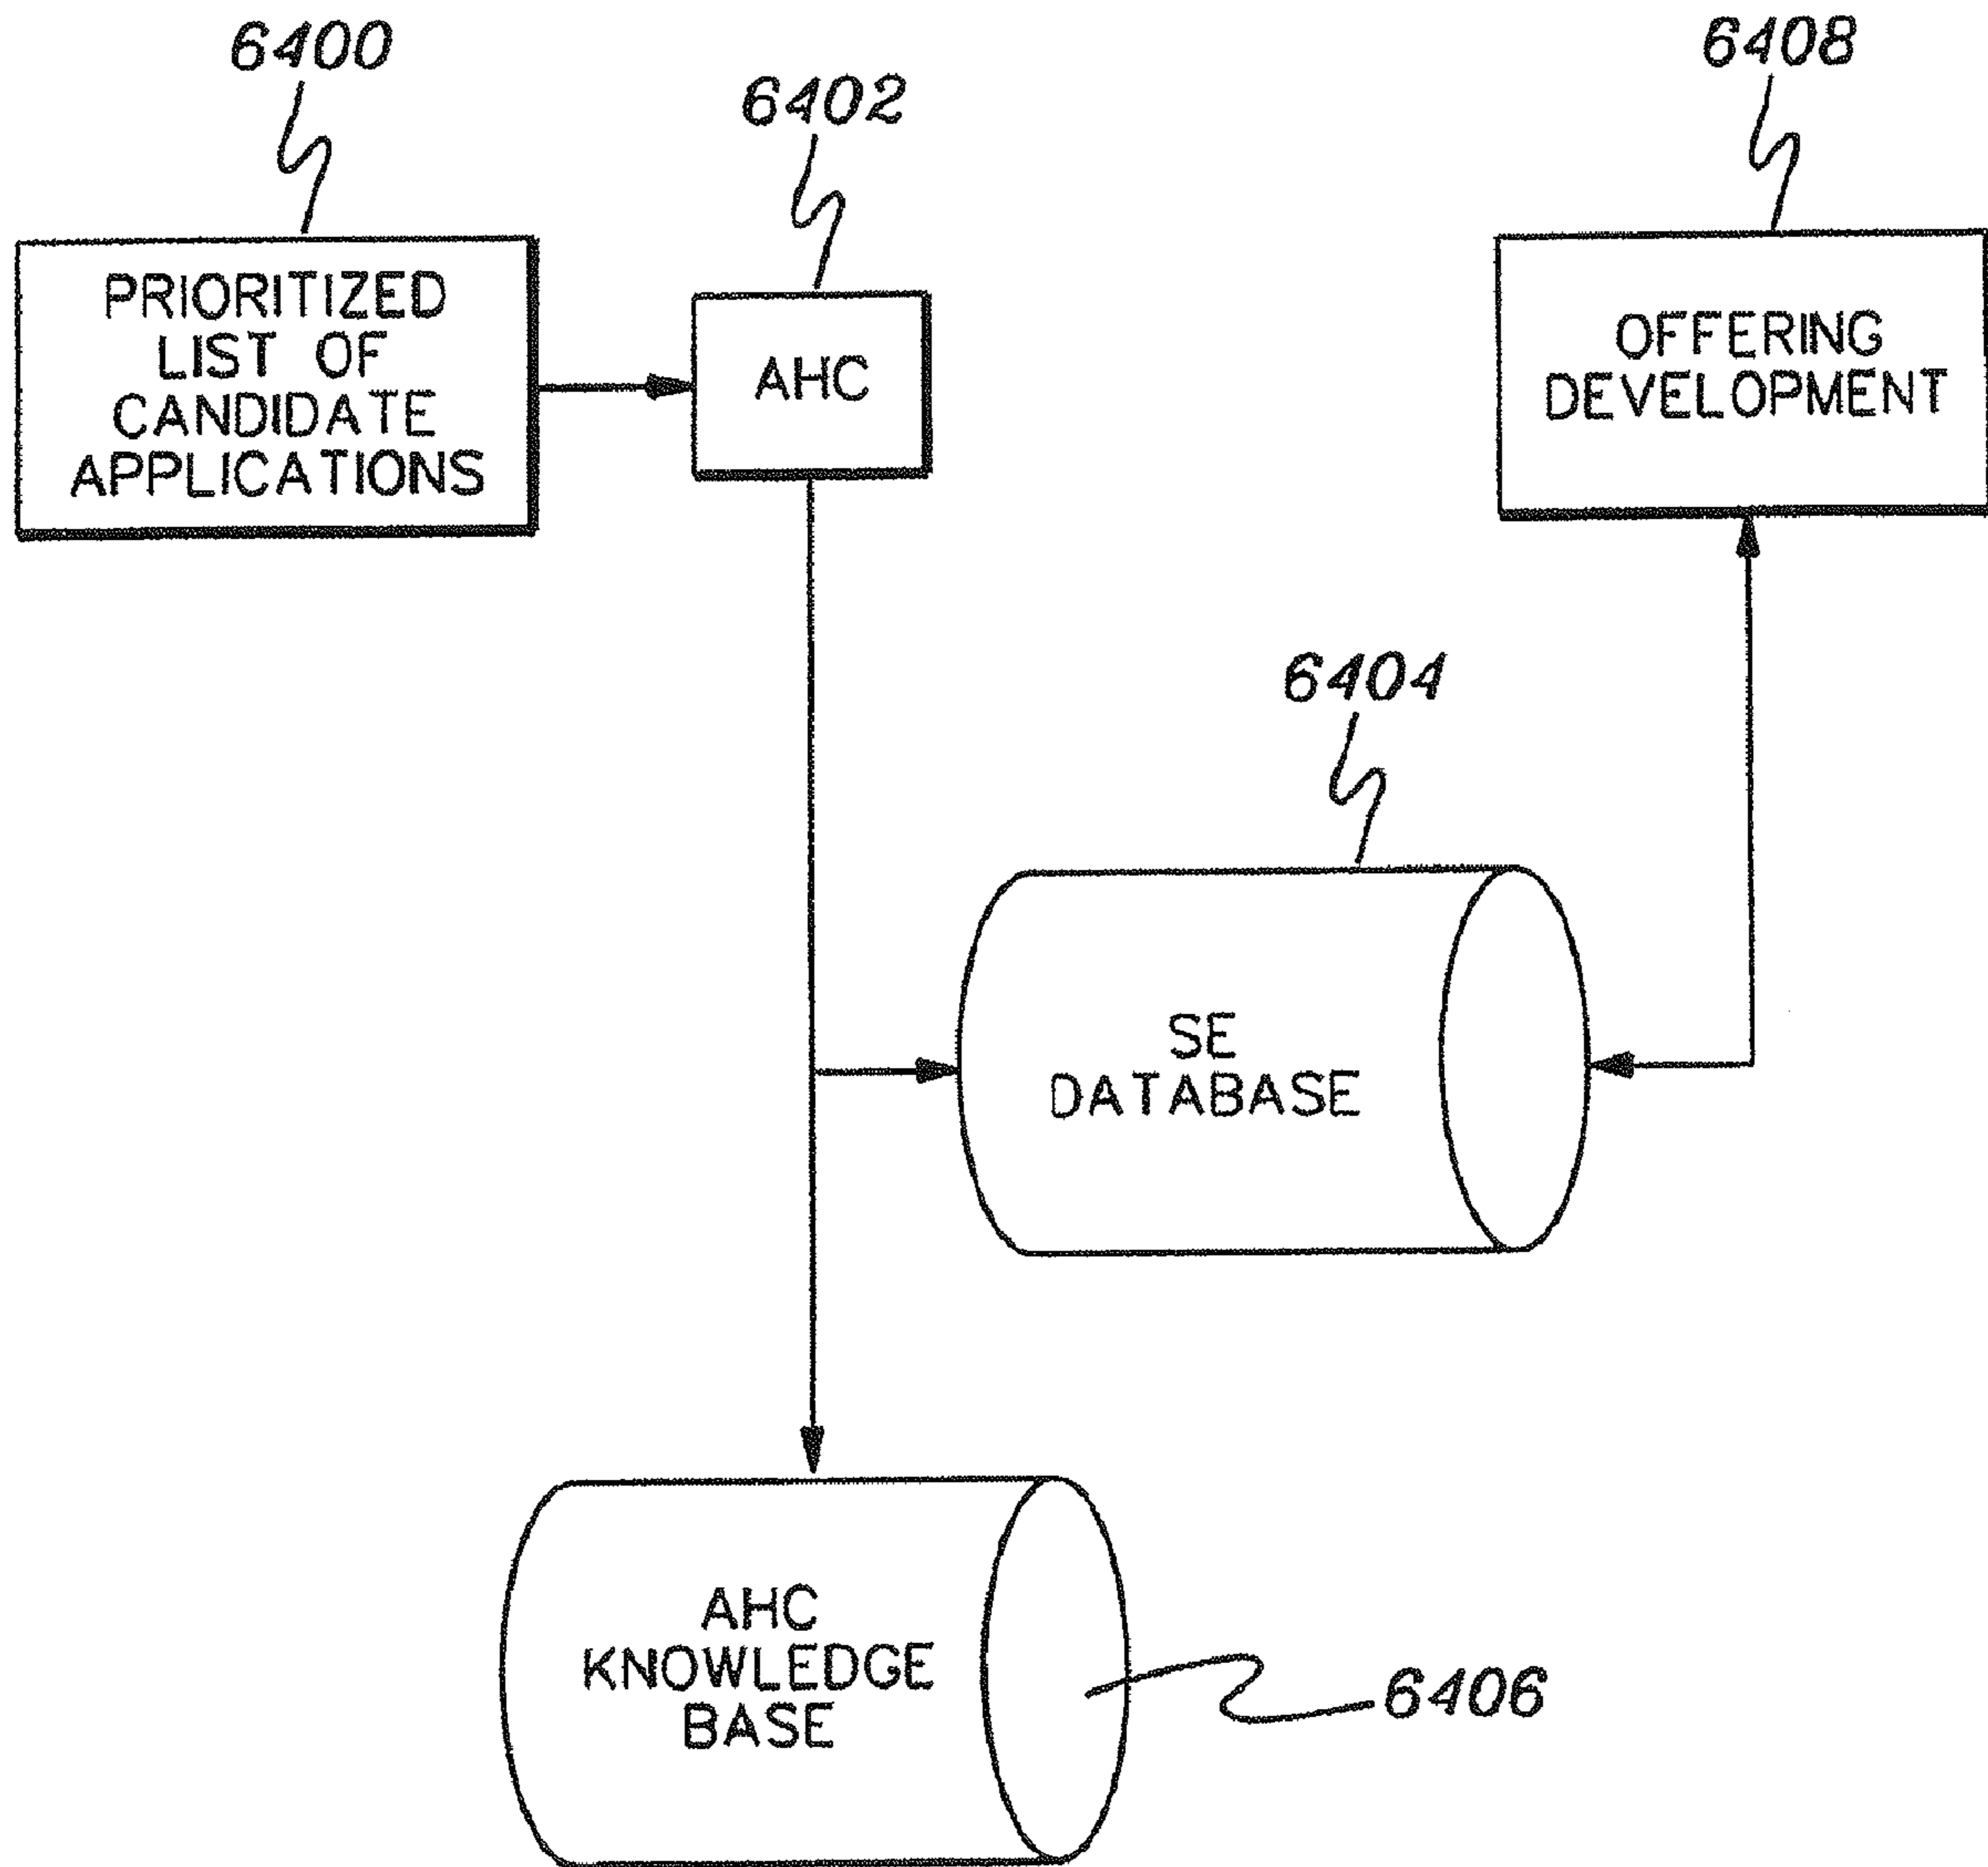 6400
6402
6408
PRIORITIZED
LIST OF
CANDIDATE
APPLICATIONS
AHC
OFFERING
DEVELOPMENT
6404
SE
DATABASE
AHC
KNOWLEDGE
BASE
6406